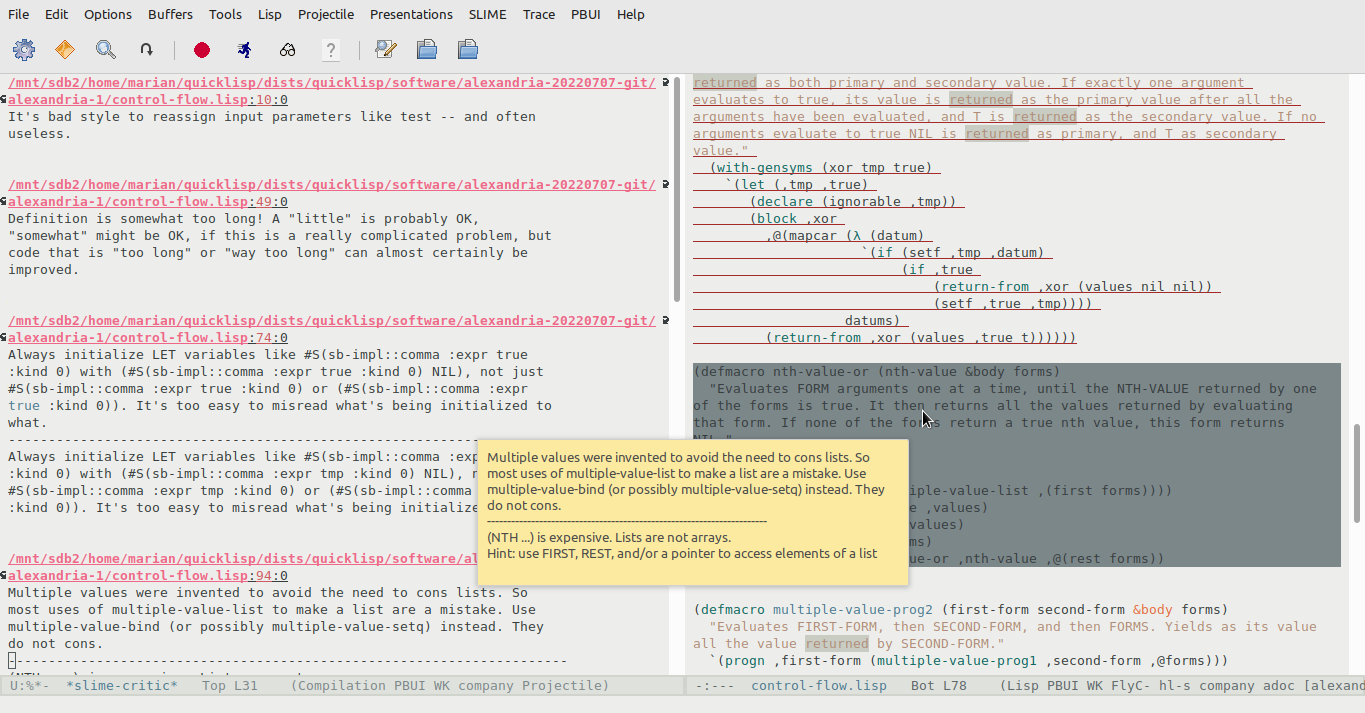 File Edit Options Buffers Tools Lisp Projectile Presentations SLIME Trace PBUI Help
/mnt/sdb2/home/marian/quicklisp/dists/quicklisp/software/alexandria-20220707-git/
alexandria-1/control-flow.lisp:10:0
It's bad style to reassign input parameters like test -- and often
useless.
/mnt/sdb2/home/marian/quicklisp/dists/quicklisp/software/alexandria-20220707-git/
alexandria-1/control-flow.lisp:49:0
Definition is somewhat too long! A "little" is probably OK,
"somewhat" might be OK, if this is a really complicated problem, but
code that is "too long" or "way too long" can almost certainly be
improved.
/mnt/sdb2/home/marian/quicklisp/dists/quicklisp/software/alexandria-20220707-git/
alexandria-1/control-flow.lisp:74:0
Always initialize LET variables like #S(sb-impl::comma :expr true
:kind 0) with (#S(sb-impl::comma :expr true :kind 0) NIL), not just
#S(sb-impl::comma :expr true :kind 0) or (#S(sb-impl::comma :expr
true :kind 0)). It's too easy to misread what's being initialized to
what.
----------------------------------------------------------------------
Always initialize LET variables like #S(sb-impl::comma :exp
:kind 0) with (#S(sb-impl::comma :expr tmp :kind 0) NIL), n
#S(sb-impl::comma :expr tmp :kind 0) or (#S(sb-impl::comma
:kind 0)). It's too easy to misread what's being initialize
/mnt/sdb2/home/marian/quicklisp/dists/quicklisp/software/al
alexandria-1/control-flow.lisp:94:0
Multiple values were invented to avoid the need to cons lists. So
most uses of multiple-value-list to make a list are a mistake. Use
multiple-value-bind (or possibly multiple-value-setq) instead. They
do not cons.
----------------------------------------------------------------------
U:%*- *slime-critic* Top L31 (Compilation PBUI WK company Projectile)
returned as both primary and secondary value. If exactly one argument
evaluates to true, its value is returned as the primary value after all the
arguments have been evaluated, and T is returned as the secondary value. If no
arguments evaluate to true NIL is returned as primary, and T as secondary
value."
(with-gensyms (xor tmp true)
`(let (,tmp ,true)
(declare (ignorable ,tmp))
(block ,xor
,@(mapcar (λ (datum)
`(if (setf ,tmp ,datum)
(if ,true
(return-from ,xor (values nil nil))
(setf ,true ,tmp))))
datums)
(return-from ,xor (values ,true t))))))
(defmacro nth-value-or (nth-value &body forms)
"Evaluates FORM arguments one at a time, until the NTH-VALUE returned by one
of the forms is true. It then returns all the values returned by evaluating
that form. If none of the forms return a true nth value, this form returns
NIL."
iple-value-list ,(first forms))))
e ,values)
values)
ms)
ue-or ,nth-value ,@(rest forms))
(defmacro multiple-value-prog2 (first-form second-form &body forms)
"Evaluates FIRST-FORM, then SECOND-FORM, and then FORMS. Yields as its value
all the value returned by SECOND-FORM."
`(progn ,first-form (multiple-value-prog1 ,second-form ,@forms)))
-:--- control-flow.lisp Bot L78 (Lisp PBUI WK FlyC- hl-s company adoc [alexand
Multiple values were invented to avoid the need to cons lists. So
most uses of multiple-value-list to make a list are a mistake. Use
multiple-value-bind (or possibly multiple-value-setq) instead. They
do not cons.
----------------------------------------------------------------------
(NTH ...) is expensive. Lists are not arrays.
Hint: use FIRST, REST, and/or a pointer to access elements of a list